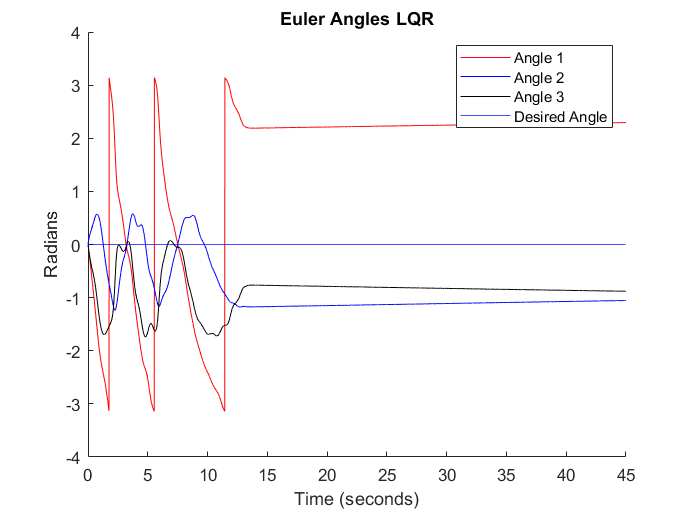 Euler Angles LQR
Angle 1
Angle 2
Angle 3
Desired Angle
4
3
2
1
0
-1
-2
-3
-4
Radians
0 5 10 15 20 25 30 35 40 45
Time (seconds)